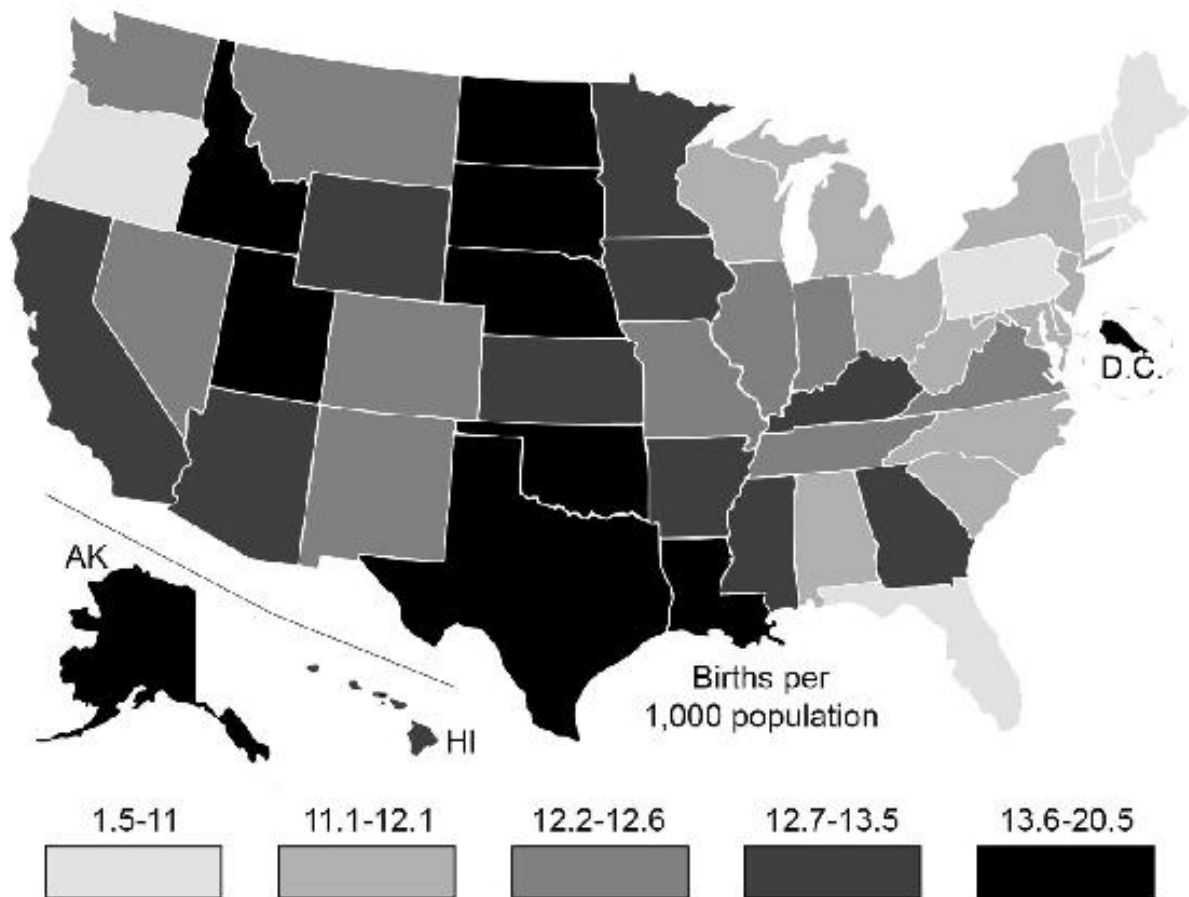 D.C.
AK
HI
Births per
1,000 population
1.5-11
11.1-12.1
12.2-12.6
12.7-13.5
13.6-20.5